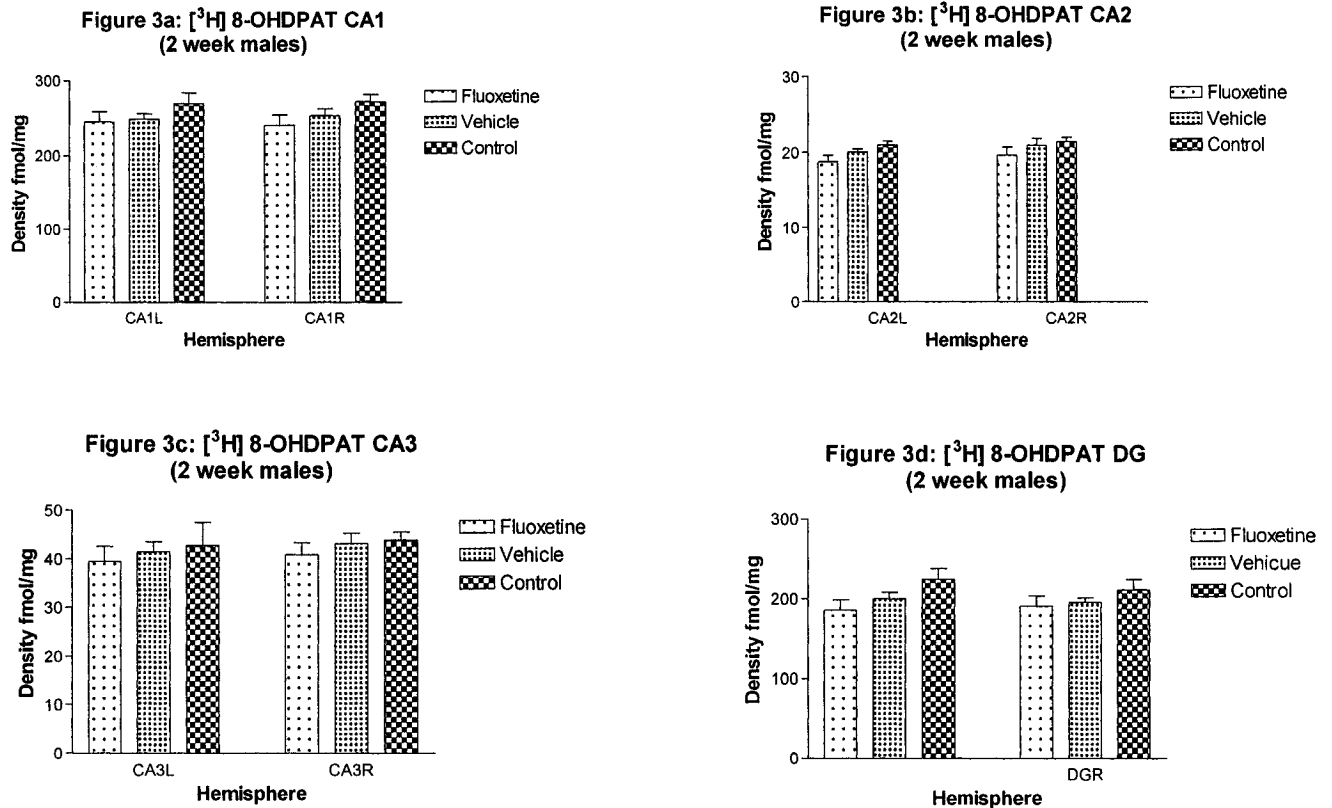 Figure 3a: [³H] 8-OHDPAT CA1
(2 week males)
300
200
100
0
Density fmol/mg
CA1L
CA1R
Hemisphere
Fluoxetine
Vehicle
Control
Figure 3b: [³H] 8-OHDPAT CA2
(2 week males)
30
20
10
0
Density fmol/mg
CA2L
CA2R
Hemisphere
Fluoxetine
Vehicle
Control
Figure 3c: [³H] 8-OHDPAT CA3
(2 week males)
50
40
30
20
10
0
Density fmol/mg
CA3L
CA3R
Hemisphere
Fluoxetine
Vehicle
Control
Figure 3d: [³H] 8-OHDPAT DG
(2 week males)
300
200
100
0
Density fmol/mg
DGR
Hemisphere
Fluoxetine
Vehicue
Control